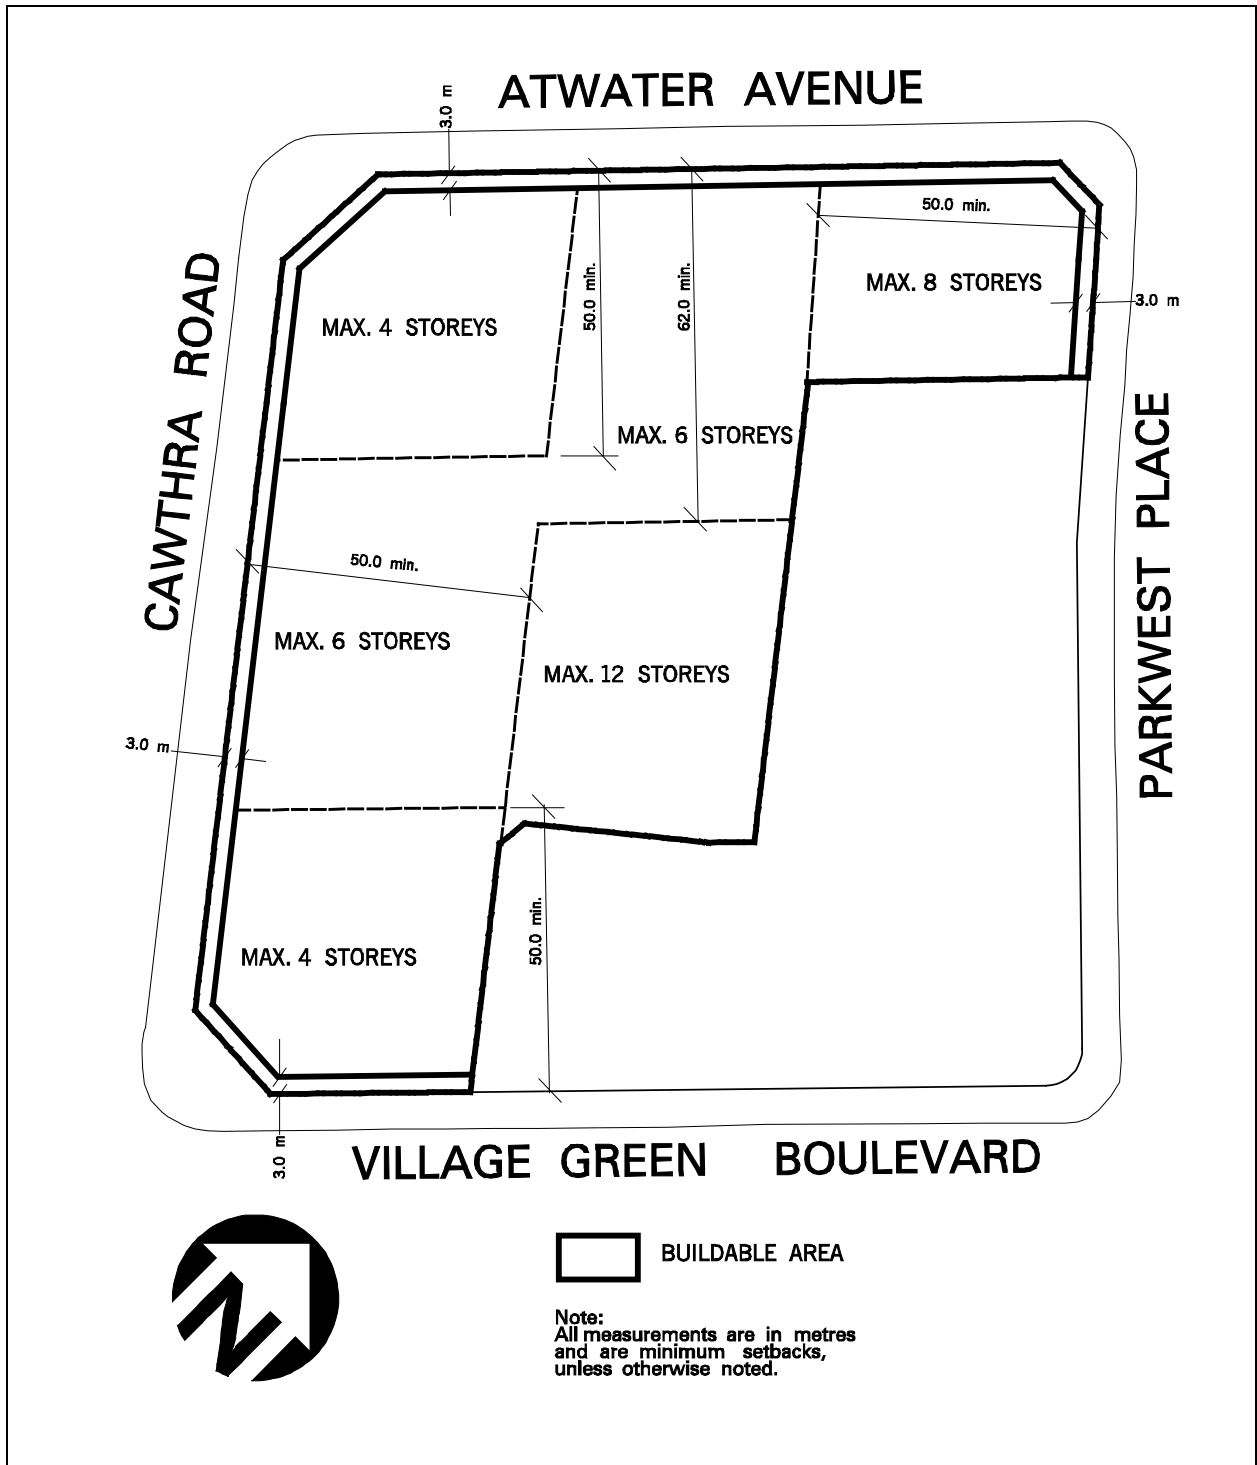 ATWATER AVENUE
3.0 m
50.0 min.
MAX. 8 STOREYS
3.0 m
CAWTHRA ROAD
MAX. 4 STOREYS
50.0 min.
62.0 min.
MAX. 6 STOREYS
PARKWEST PLACE
50.0 min.
MAX. 6 STOREYS
MAX. 12 STOREYS
3.0 m
50.0 min.
MAX. 4 STOREYS
3.0 m
VILLAGE GREEN BOULEVARD
N
BUILDABLE AREA
Note:
All measurements are in metres
and are minimum setbacks,
unless otherwise noted.